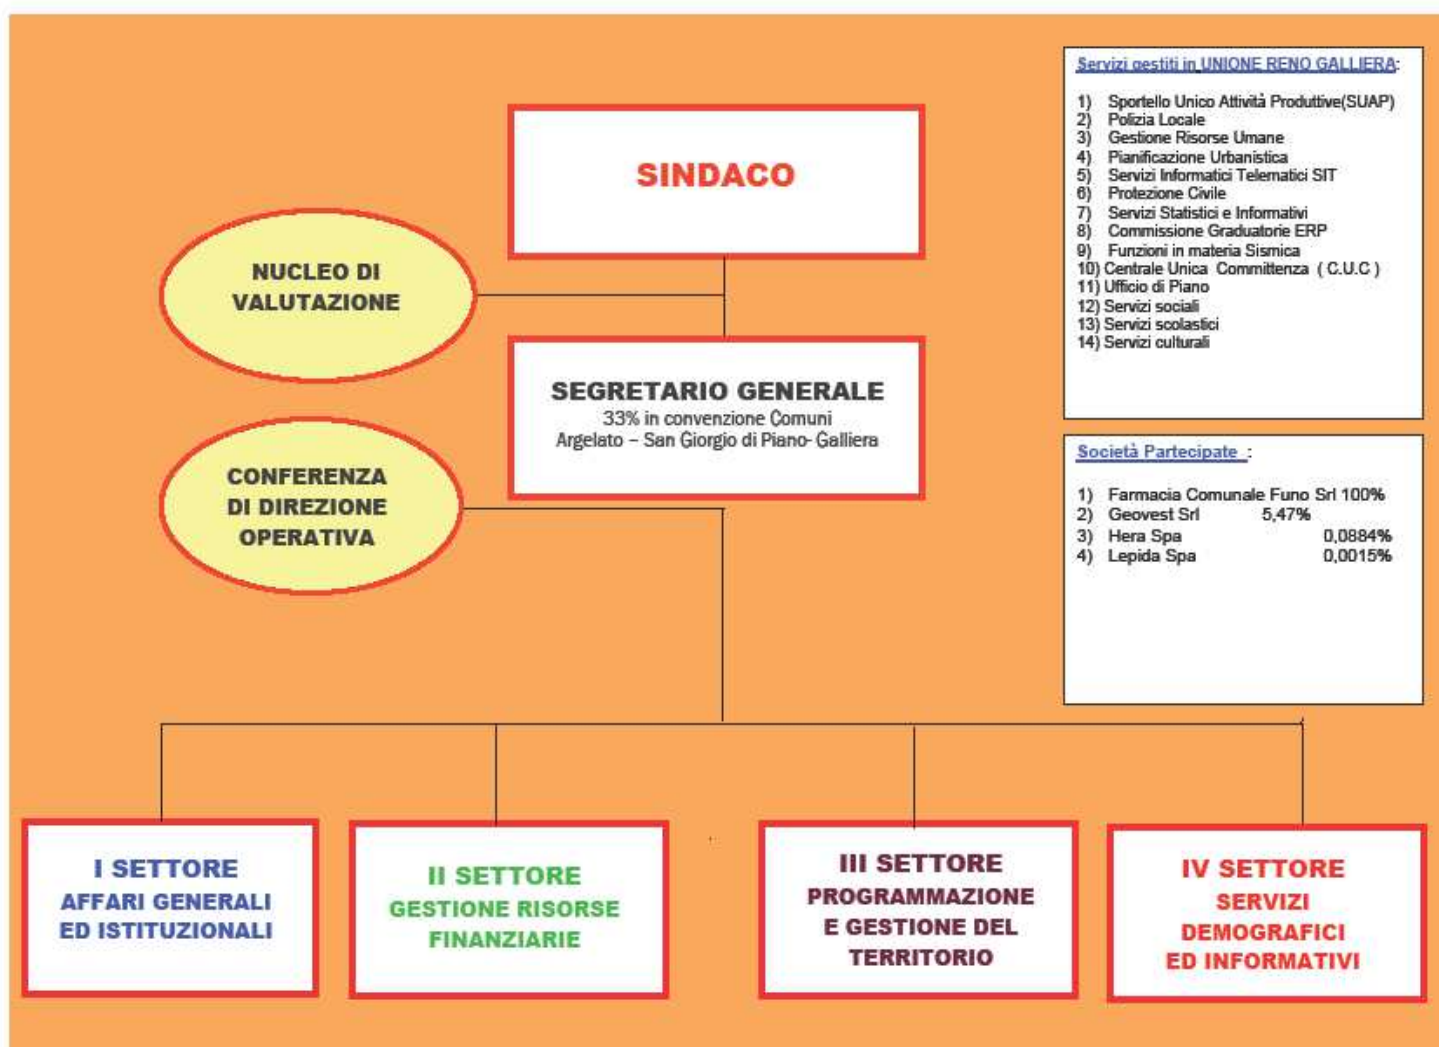 SINDACO
NUCLEO DI
VALUTAZIONE
SEGRETARIO GENERALE
33% in convenzione Comuni
Argelato – San Giorgio di Piano- Galliera
CONFERENZA
DI DIREZIONE
OPERATIVA
Servizi gestiti in UNIONE RENO GALLIERA:
1) Sportello Unico Attività Produttive(SUAP)
2) Polizia Locale
3) Gestione Risorse Umane
4) Pianificazione Urbanistica
5) Servizi Informatici Telematici SIT
6) Protezione Civile
7) Servizi Statistici e Informativi
8) Commissione Graduatorie ERP
9) Funzioni in materia Sismica
10) Centrale Unica Committenza ( C.U.C )
11) Ufficio di Piano
12) Servizi sociali
13) Servizi scolastici
14) Servizi culturali
Società Partecipate :
1) Farmacia Comunale Funo Srl 100%
2) Geovest Srl 5,47%
3) Hera Spa 0,0884%
4) Lepida Spa 0,0015%
I SETTORE
AFFARI GENERALI
ED ISTITUZIONALI
II SETTORE
GESTIONE RISORSE
FINANZIARIE
III SETTORE
PROGRAMMAZIONE
E GESTIONE DEL
TERRITORIO
IV SETTORE
SERVIZI
DEMOGRAFICI
ED INFORMATIVI